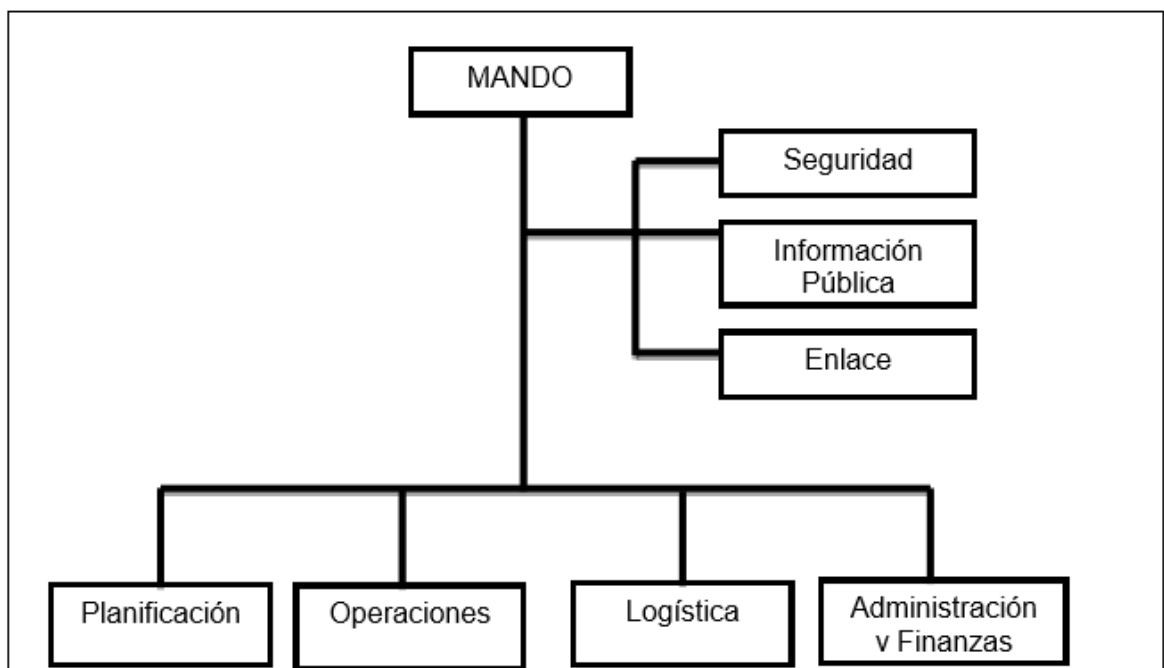 MANDO
Seguridad
Información
Pública
Enlace
Planificación
Operaciones
Logística
Administración
y Finanzas